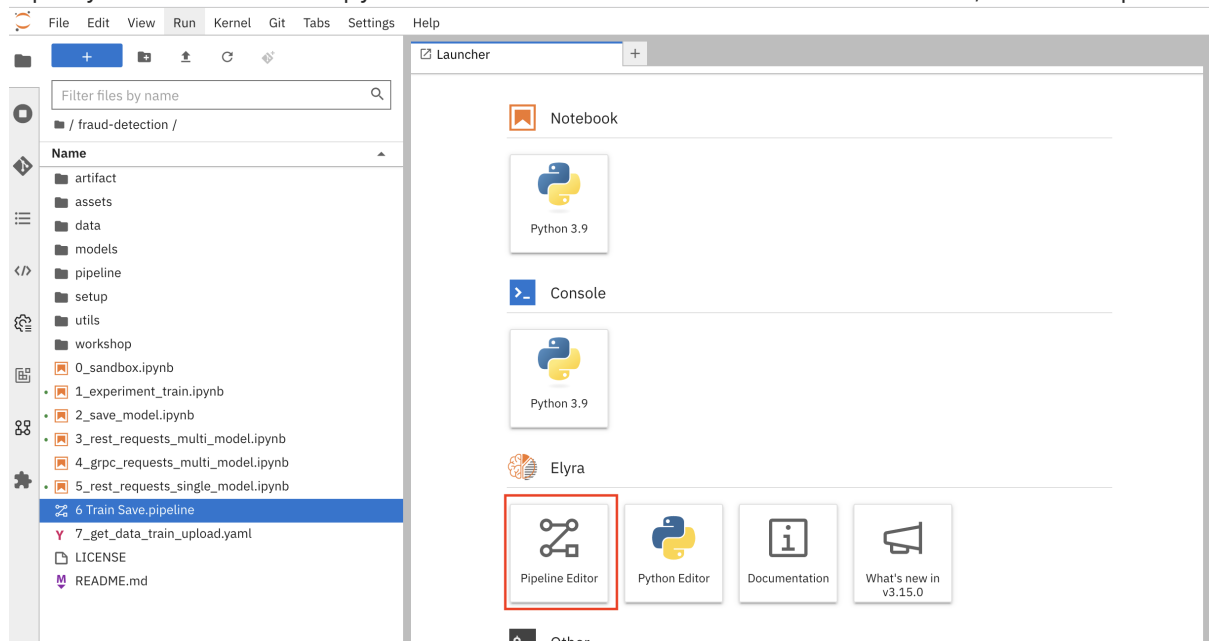 File Edit View Run Kernel Git Tabs Settings Help
Launcher
Filter files by name
/ fraud-detection /
Name
artifact
assets
data
models
pipeline
setup
utils
workshop
0_sandbox.ipynb
1_experiment_train.ipynb
2_save_model.ipynb
3_rest_requests_multi_model.ipynb
4_grpc_requests_multi_model.ipynb
5_rest_requests_single_model.ipynb
6 Train Save.pipeline
7_get_data_train_upload.yaml
LICENSE
README.md
Notebook
Python 3.9
Console
Python 3.9
Elyra
Pipeline Editor
Python Editor
Documentation
What's new in
v3.15.0